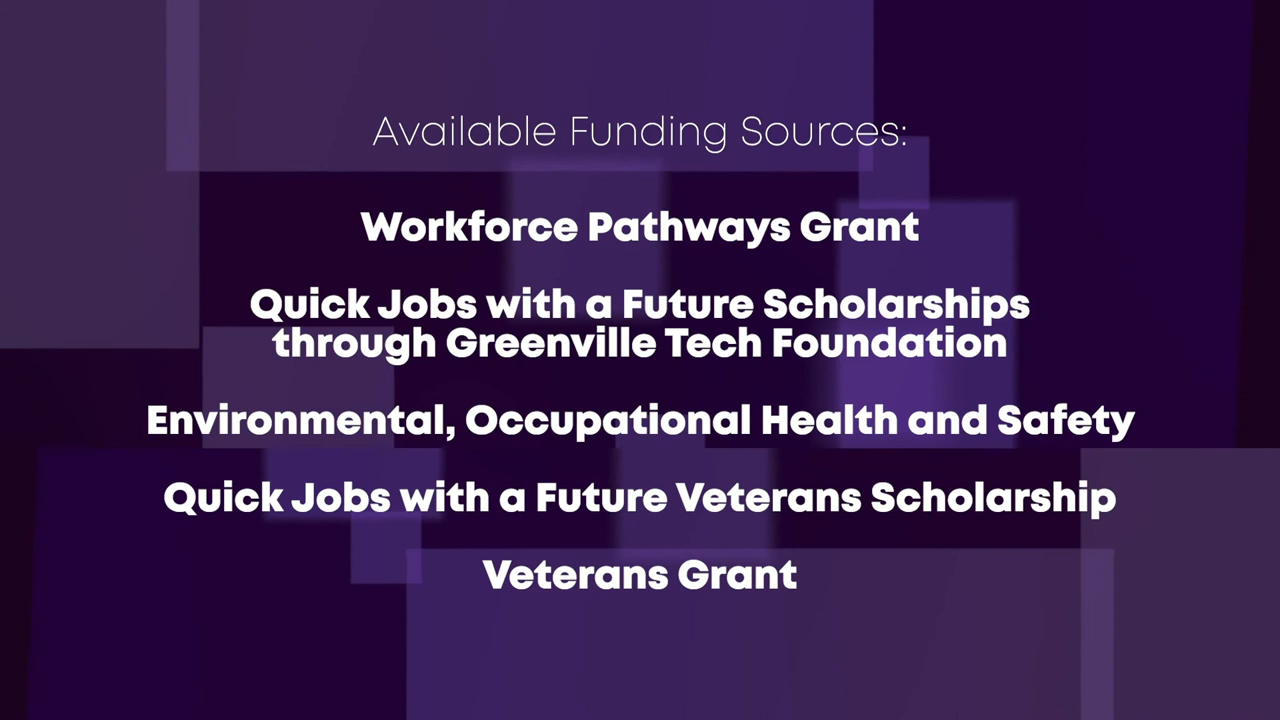 Available Funding Sources:
Workforce Pathways Grant
Quick Jobs with a Future Scholarships
through Greenville Tech Foundation
Environmental, Occupational Health and Safety
Quick Jobs with a Future Veterans Scholarship
Veterans Grant